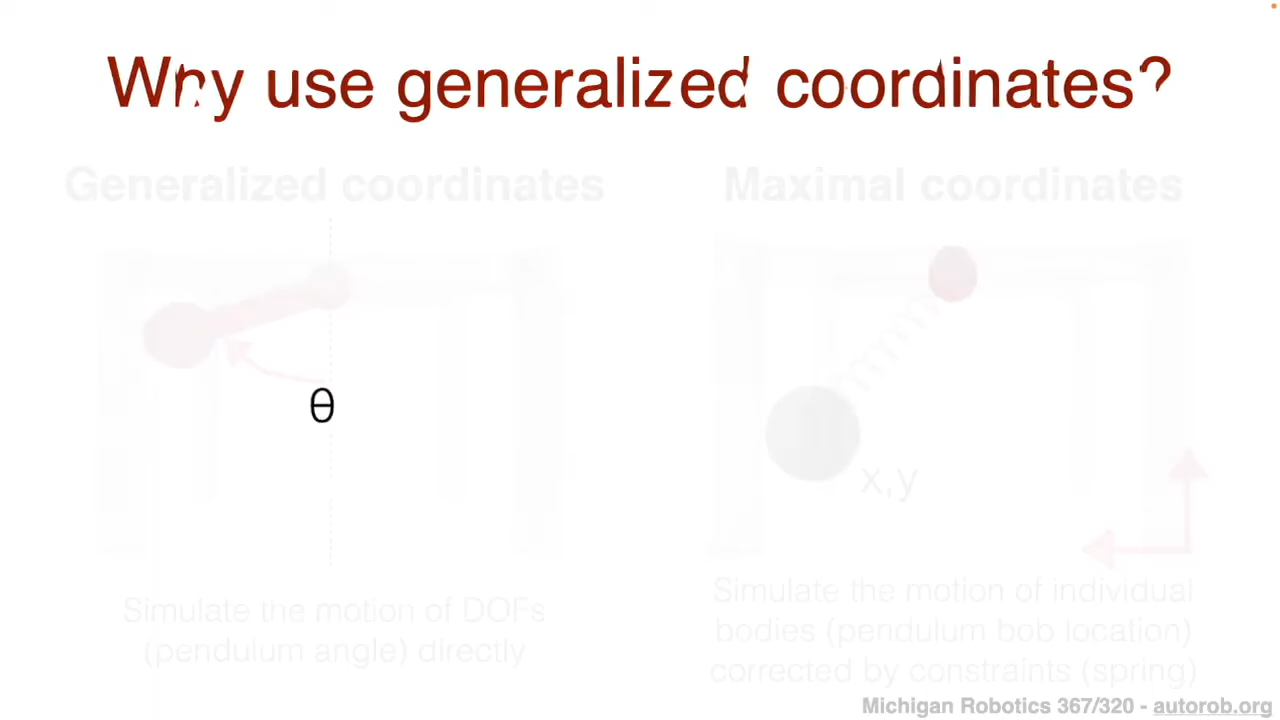 Why use generalized coordinates?
Generalized coordinates
Maximal coordinates
θ
x,y
Simulate the motion of DOFs
(pendulum angle) directly
Simulate the motion of individual
bodies (pendulum bob location)
corrected by constraints (spring)
Michigan Robotics 367/320 - autorob.org